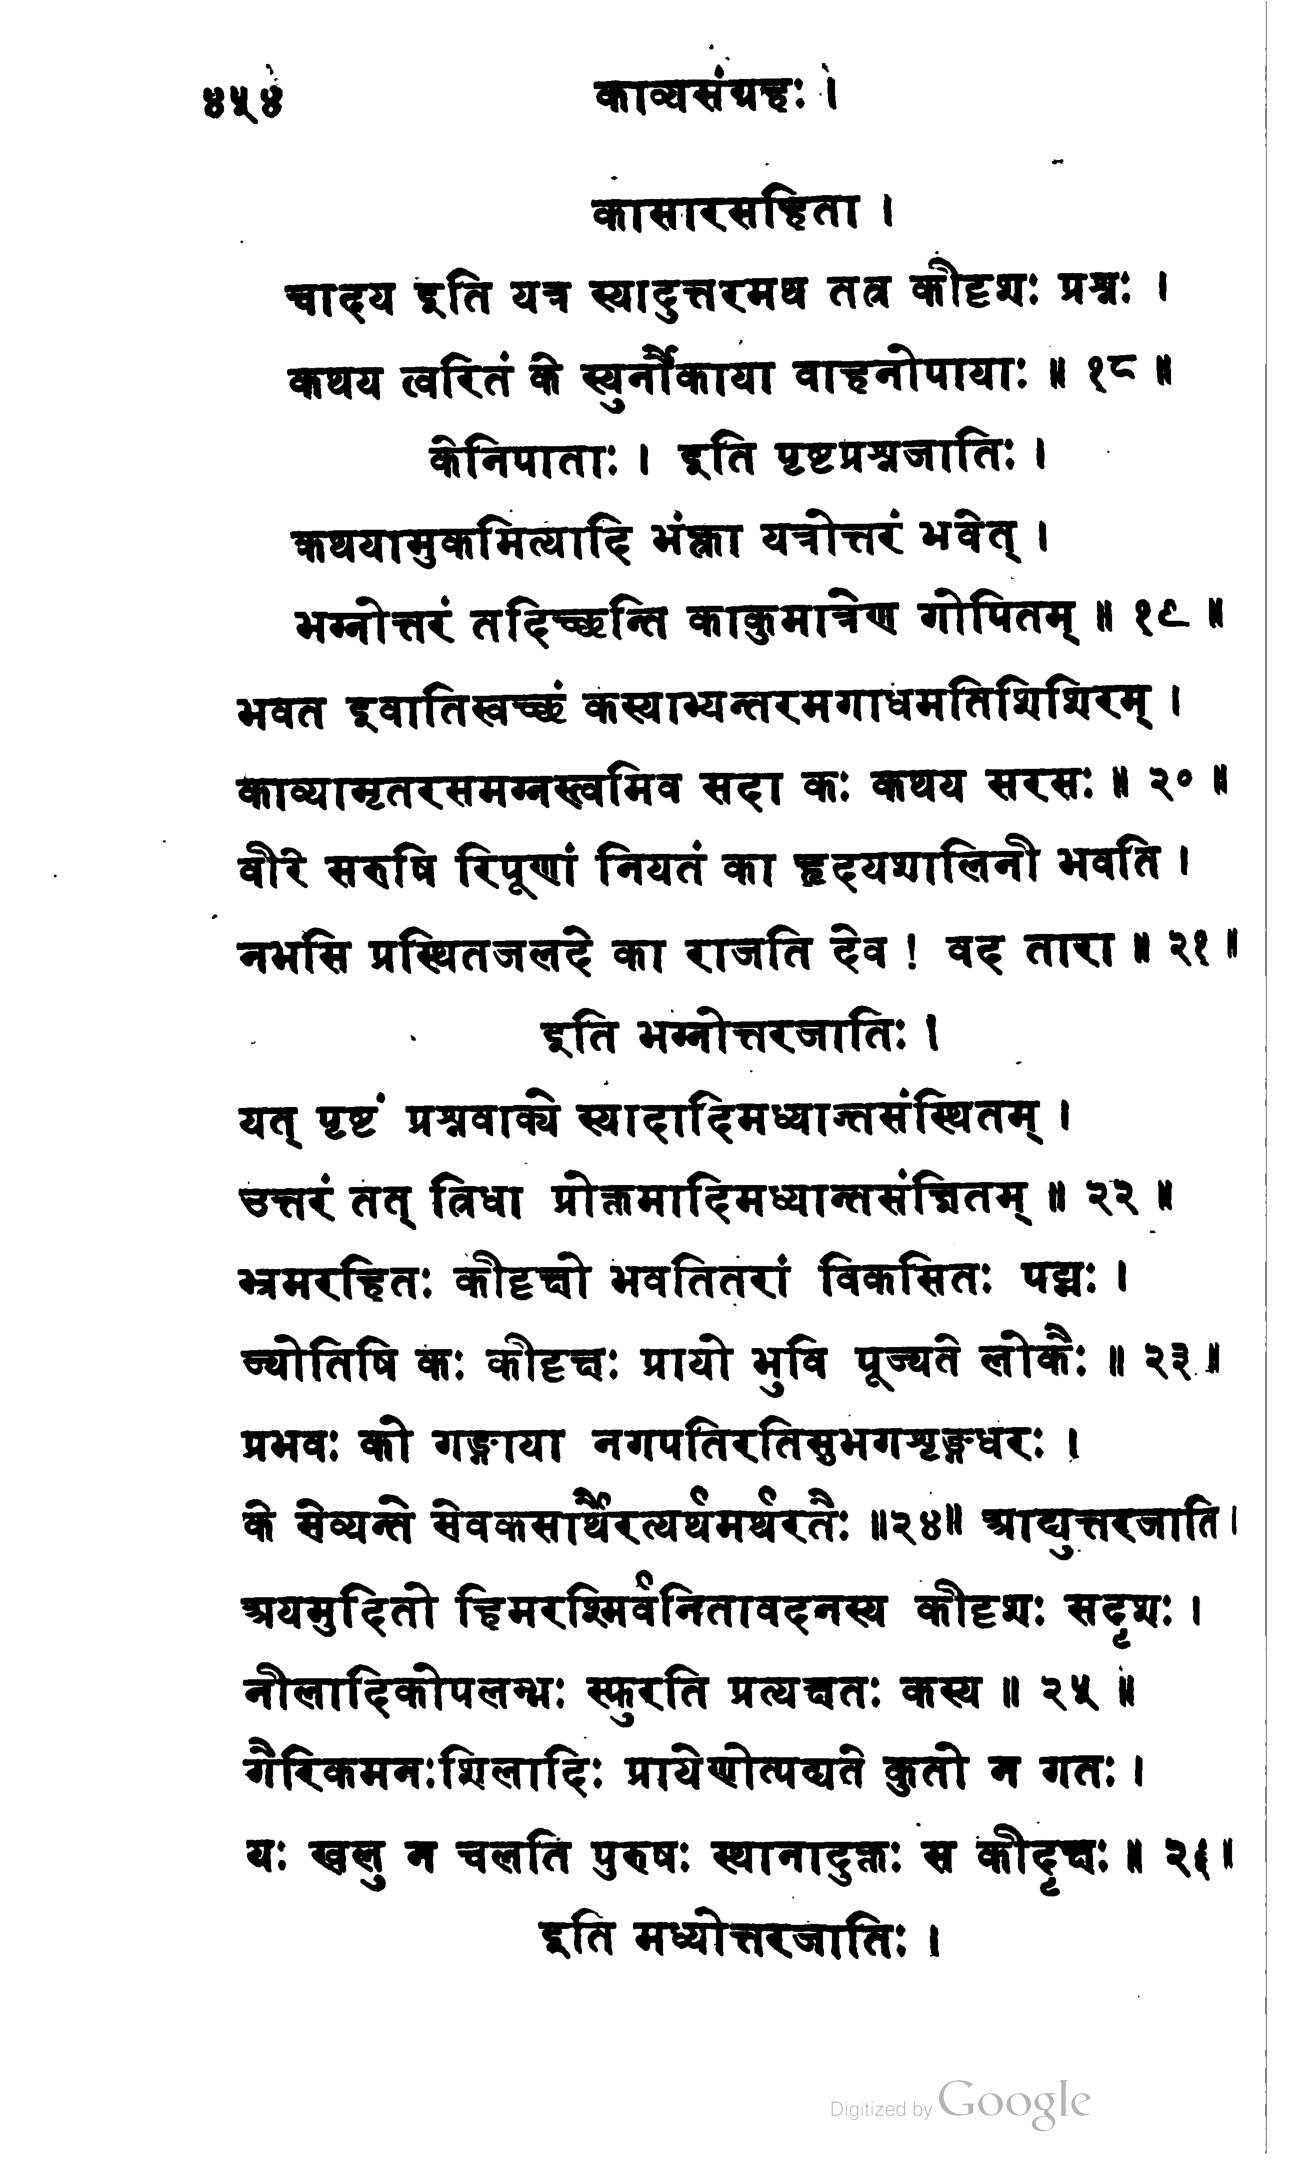 ४५४ काव्यसंग्रहः ।
कासारसहिता ।
चादय इति यत्र स्यादुत्तरमथ तत्र कीदृशः प्रश्नः ।
कथय त्वरितं के स्युर्नौकाया वाहनोपायाः ॥ १८ ॥
केनिपाताः । इति पृष्टप्रश्नजातिः ।
कथयामुकमित्यादि भंक्त्वा यत्रोत्तरं भवेत् ।
भग्नोत्तरं तदिच्छन्ति काकुमात्रेण गोपितम् ॥ १९ ॥
भवत इवातिस्वच्छं कस्याभ्यन्तरमगाधमतिशिशिरम् ।
काव्यामृतरसमग्नस्त्वमिव सदा कः कथय सरसः ॥ २० ॥
वीरे सरुषि रिपूणां नियतं का हृदयशालिनी भवति ।
नभसि प्रस्थितजलदे का राजति देव ! वद तारा ॥ २१ ॥
इति भग्नोत्तरजातिः ।
यत् पृष्टं प्रश्नवाक्ये स्यादादिमध्यान्तसंस्थितम् ।
उत्तरं तत् त्रिधा प्रोक्तमादिमध्यान्तसंज्ञितम् ॥ २२ ॥
भ्रमरहितः कीदृक्षो भवतितरां विकसितः पद्मः ।
ज्योतिषि कः कीदृक्षः प्रायो भुवि पूज्यते लोकैः ॥ २३ ॥
प्रभवः को गङ्गाया नगपतिरतिसुभगशृङ्गधरः ।
के सेव्यन्ते सेवकसार्थैरत्यर्थमर्थरतैः ॥२४॥ आद्युत्तरजाति ।
अयमुदितो हिमरश्मिर्वनितावदनस्य कीदृशः सदृशः ।
नीलादिकोपलम्भः स्फुरति प्रत्यक्षतः कस्य ॥ २५ ॥
गैरिकमनःशिलादिः प्रायेणोत्पद्यते कुतो न गतः ।
यः खलु न चलति पुरुषः स्थानादुक्तः स कीदृक्षः ॥ २६ ॥
इति मध्योत्तरजातिः ।
Digitized by Google